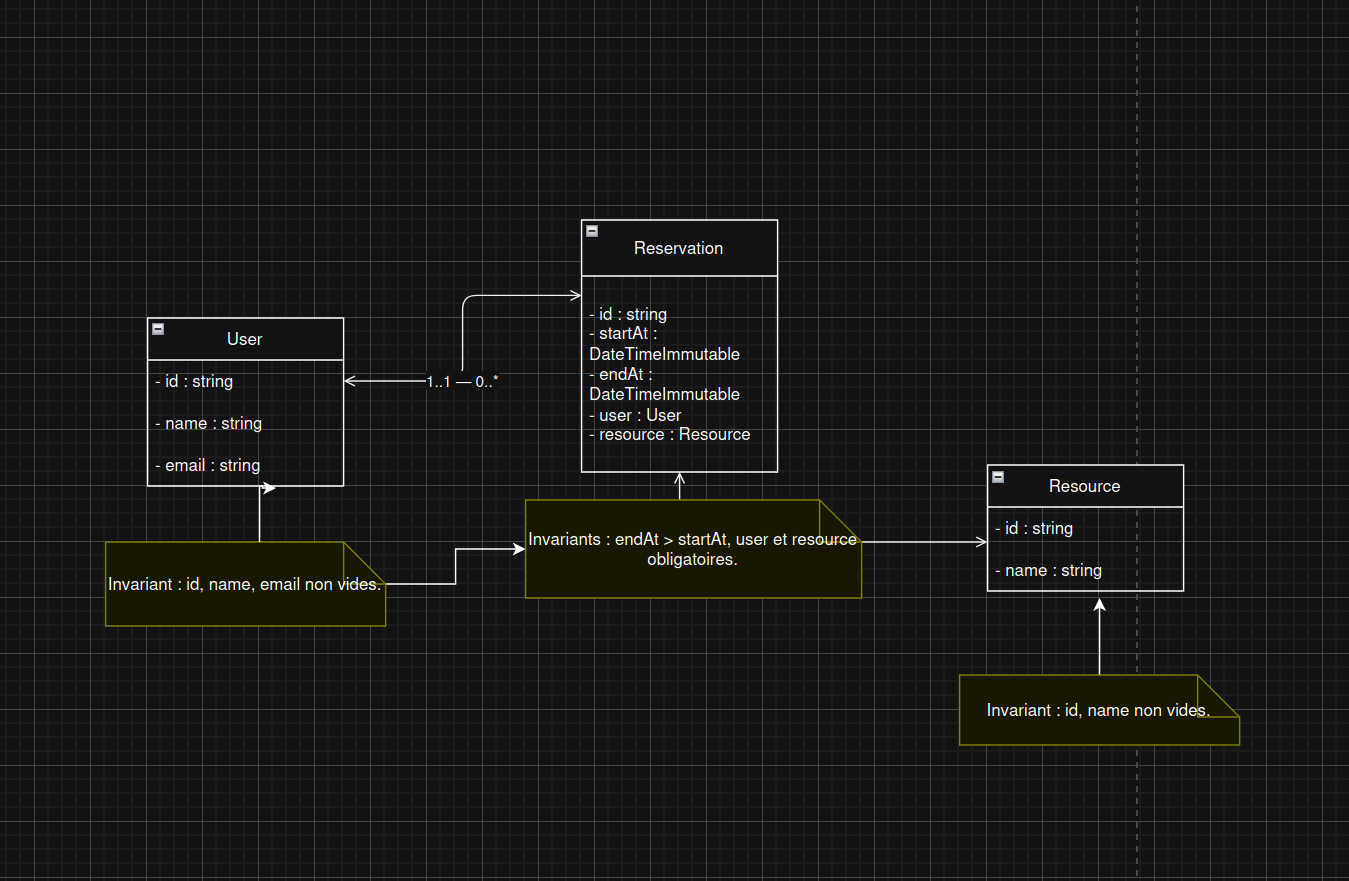 Reservation
- id : string
- startAt :
DateTimeImmutable
- endAt :
DateTimeImmutable
- user : User
- resource : Resource
User
- id : string
- name : string
- email : string
1..1 — 0..*
Resource
- id : string
- name : string
Invariants : endAt > startAt, user et resource
obligatoires.
Invariant : id, name, email non vides.
Invariant : id, name non vides.